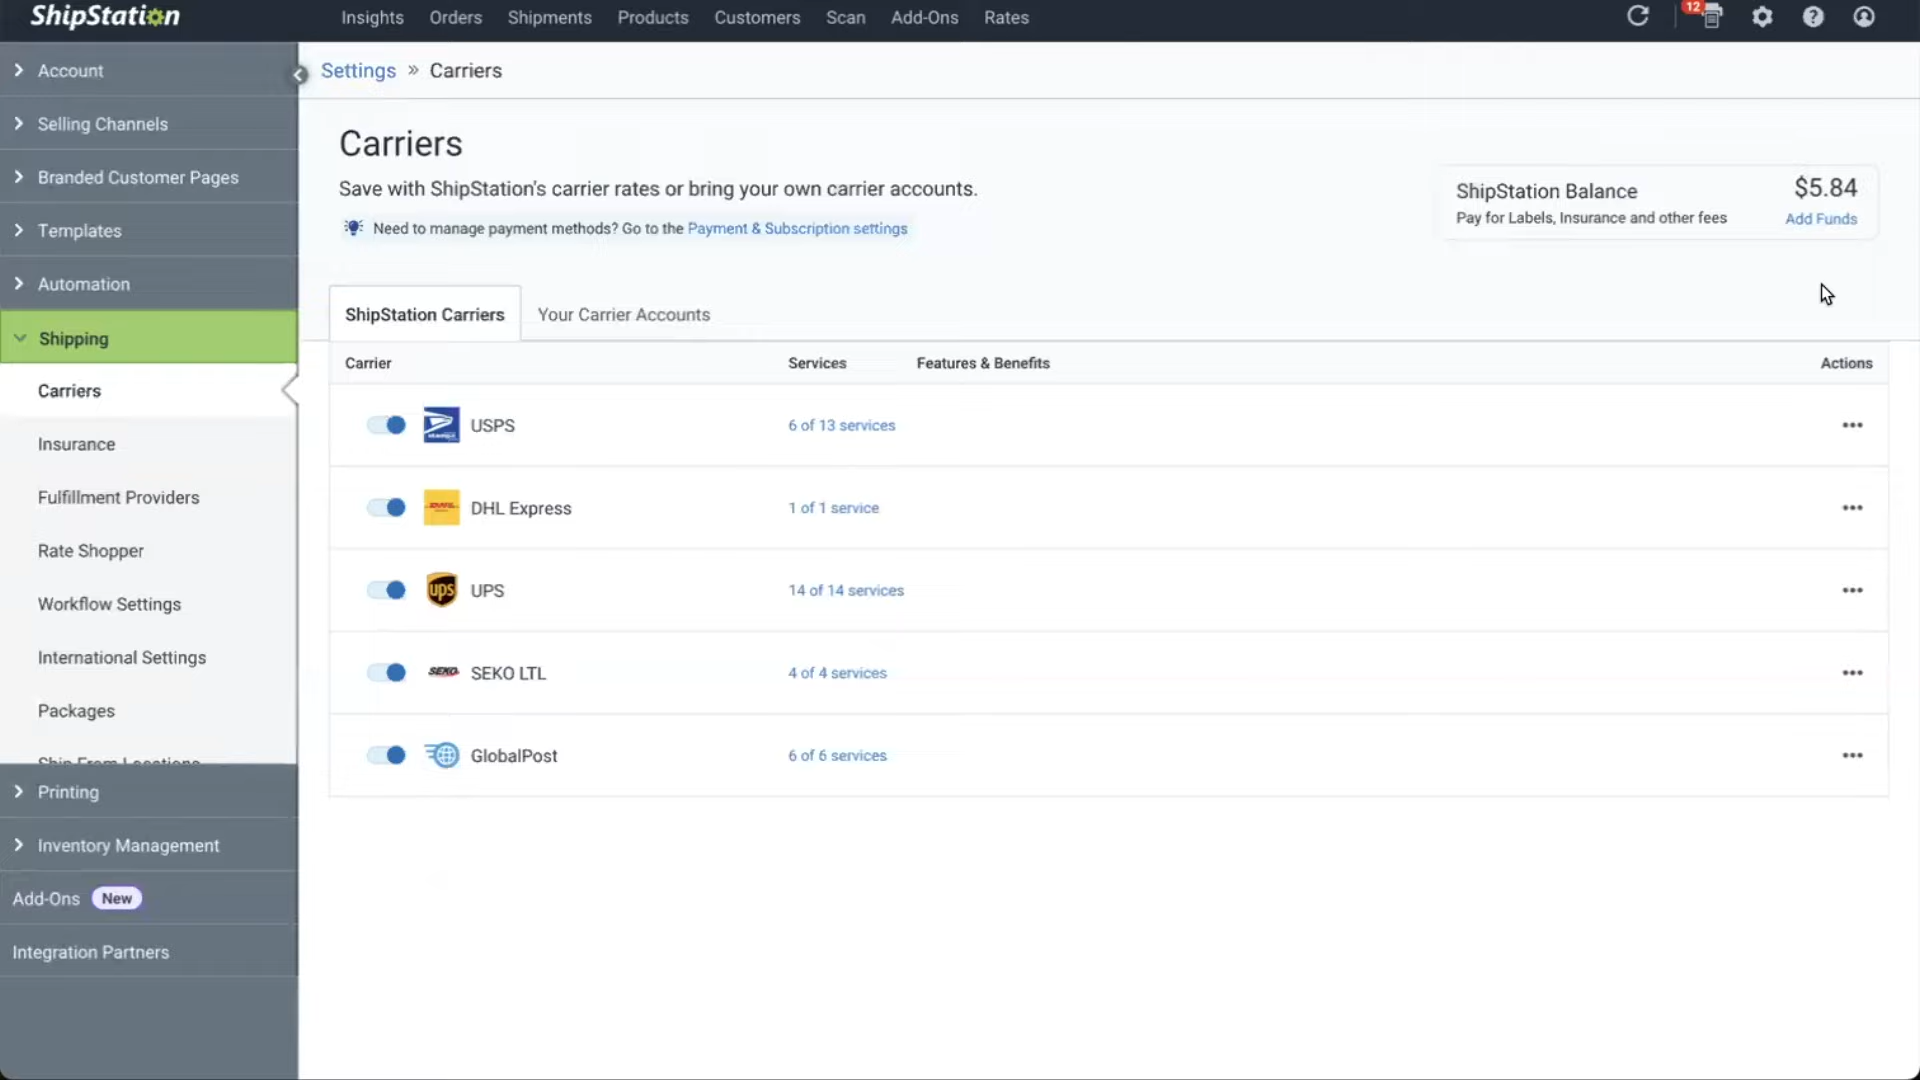 ShipStation
Insights
Orders
Shipments
Products
Customers
Scan
Add-Ons
Rates
12
Account
Selling Channels
Branded Customer Pages
Templates
Automation
Shipping
Carriers
Insurance
Fulfillment Providers
Rate Shopper
Workflow Settings
International Settings
Packages
Ship From Locations
Printing
Inventory Management
Add-Ons New
Integration Partners
Settings » Carriers
Carriers
Save with ShipStation's carrier rates or bring your own carrier accounts.
Need to manage payment methods? Go to the Payment & Subscription settings
ShipStation Balance $5.84
Pay for Labels, Insurance and other fees Add Funds
ShipStation Carriers
Your Carrier Accounts
Carrier Services Features & Benefits Actions
USPS 6 of 13 services
DHL Express 1 of 1 service
ups UPS 14 of 14 services
SEKO SEKO LTL 4 of 4 services
GlobalPost 6 of 6 services